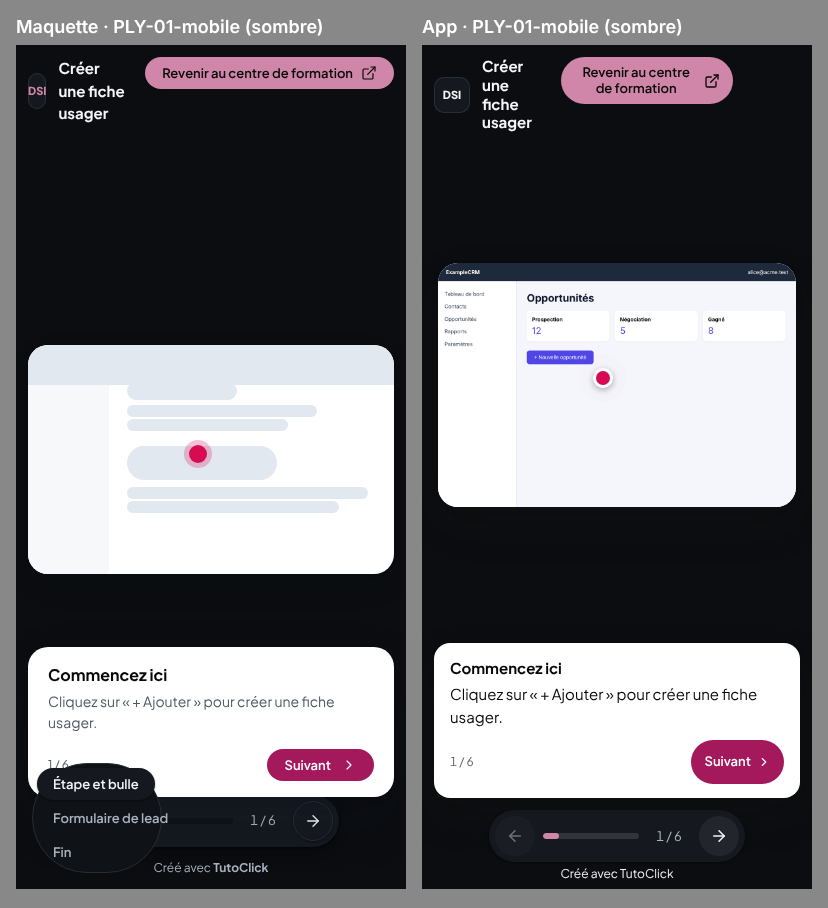 Maquette · PLY-01-mobile (sombre)
DSI
Créer
une fiche
usager
Revenir au centre de formation
Commencez ici
Cliquez sur « + Ajouter » pour créer une fiche
usager.
1/6
Suivant
Étape et bulle
Formulaire de lead
Fin
1/6
Créé avec TutoClick
App · PLY-01-mobile (sombre)
DSI
Créer
une
fiche
usager
Revenir au centre
de formation
ExampleCRM
alice@acme.test
Tableau de bord
Contacts
Opportunités
Rapports
Paramètres
Opportunités
Prospection
12
Négociation
5
Gagné
8
+ Nouvelle opportunité
Commencez ici
Cliquez sur « + Ajouter » pour créer une fiche
usager.
1/6
Suivant
1/6
Créé avec TutoClick